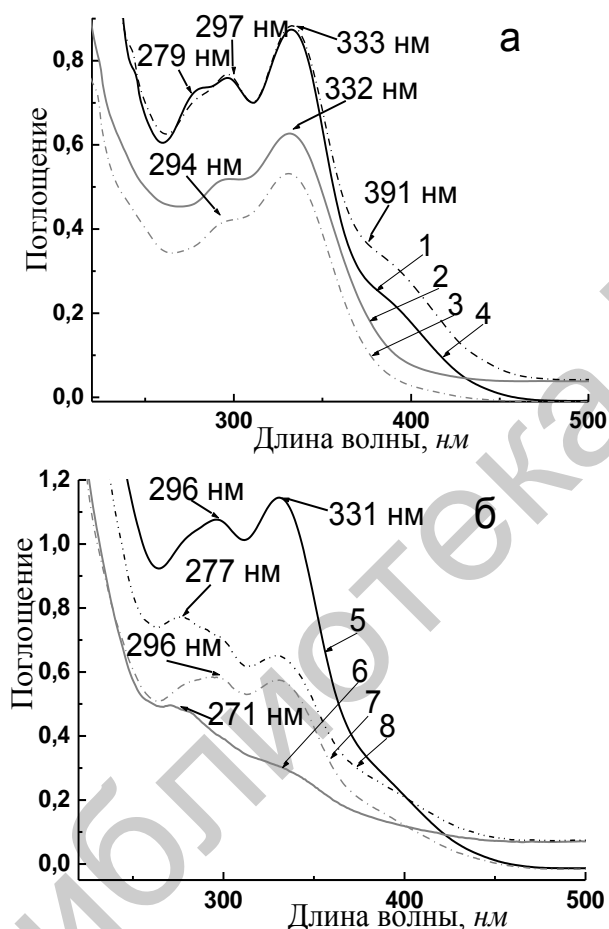 а
297 нм
279 нм
333 нм
332 нм
294 нм
391 нм
1
2
3
4
Поглощение
0,8
0,6
0,4
0,2
0,0
300
400
500
Длина волны, нм
б
296 нм
331 нм
277 нм
296 нм
271 нм
5
6
7
8
Поглощение
1,2
1,0
0,8
0,6
0,4
0,2
0,0
300
400
500
Длина волны, нм
иблиотека